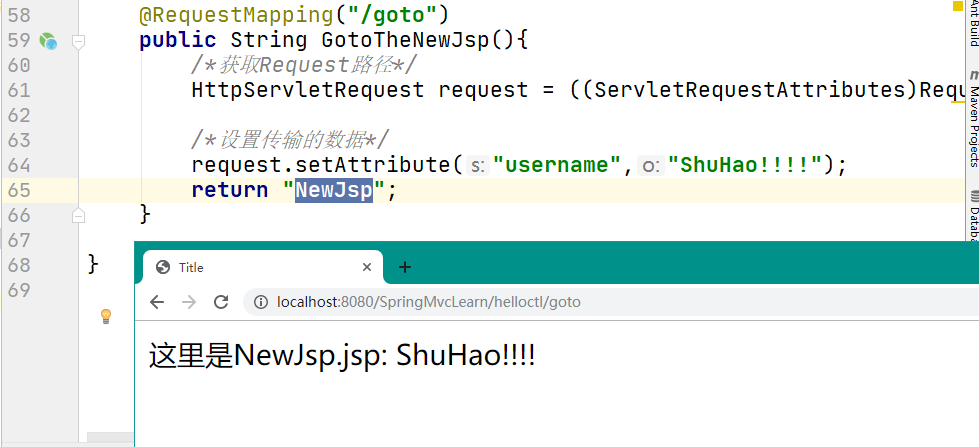 58 @RequestMapping("/goto")
59 public String GotoTheNewJsp(){
60 /*获取Request路径*/
61 HttpServletRequest request = ((ServletRequestAttributes)Requ
62
63 /*设置传输的数据*/
64 request.setAttribute( s: "username", o: "ShuHao!!!!");
65 return "NewJsp";
66 }
67
68 }
69
Ant Build
Maven Projects
Databa
Title
localhost:8080/SpringMvcLearn/helloctl/goto
这里是NewJsp.jsp: ShuHao!!!!